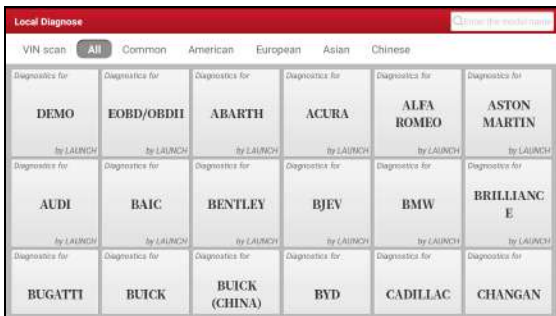 Local Diagnose
Enter the model name
VIN scan All Common American European Asian Chinese
Diagnostics for Diagnostics for Diagnostics for Diagnostics for Diagnostics for Diagnostics for
DEMO EOBD/OBDII ABARTH ACURA ALFA ROMEO ASTON MARTIN
by LAUNCH by LAUNCH by LAUNCH by LAUNCH by LAUNCH by LAUNCH
Diagnostics for Diagnostics for Diagnostics for Diagnostics for Diagnostics for Diagnostics for
AUDI BAIC BENTLEY BJEV BMW BRILLIANC
E
by LAUNCH by LAUNCH by LAUNCH by LAUNCH by LAUNCH by LAUNCH
Diagnostics for Diagnostics for Diagnostics for Diagnostics for Diagnostics for Diagnostics for
BUGATTI BUICK BUICK (CHINA) BYD CADILLAC CHANGAN